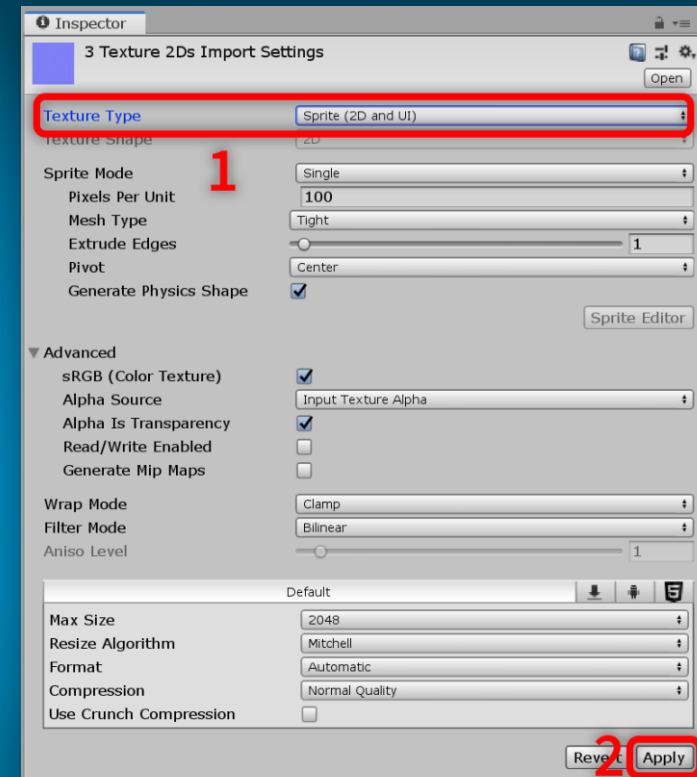 Inspector
3 Texture 2Ds Import Settings
Open
Texture Type Sprite (2D and UI)
Texture Shape 2D
1
Sprite Mode Single
Pixels Per Unit 100
Mesh Type Tight
Extrude Edges 1
Pivot Center
Generate Physics Shape
Sprite Editor
Advanced
sRGB (Color Texture)
Alpha Source Input Texture Alpha
Alpha Is Transparency
Read/Write Enabled
Generate Mip Maps
Wrap Mode Clamp
Filter Mode Bilinear
Aniso Level 1
Default
Max Size 2048
Resize Algorithm Mitchell
Format Automatic
Compression Normal Quality
Use Crunch Compression
Revert 2 Apply